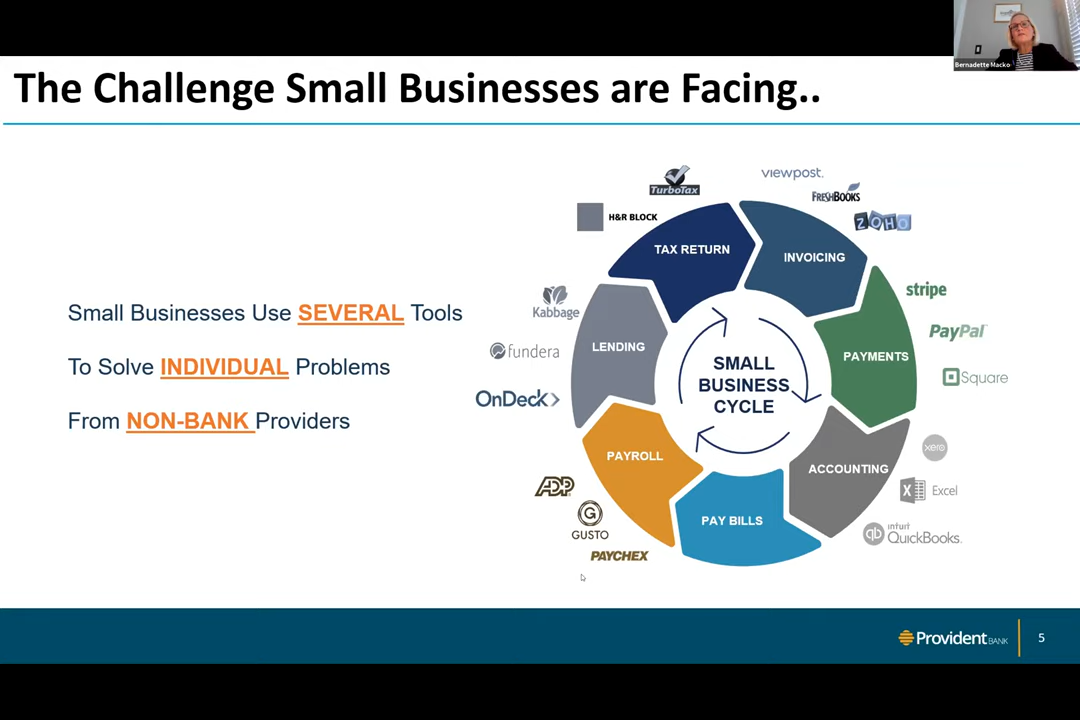 Bernadette Macko
The Challenge Small Businesses are Facing..
Small Businesses Use SEVERAL Tools
To Solve INDIVIDUAL Problems
From NON-BANK Providers
TurboTax
H&R BLOCK
viewpost.
FRESHBOOKS
ZOHO
TAX RETURN
INVOICING
stripe
PayPal
Square
PAYMENTS
Kabbage
fundera
OnDeck
LENDING
SMALL
BUSINESS
CYCLE
ACCOUNTING
xero
Excel
intuit
qb QuickBooks.
PAYROLL
PAY BILLS
ADP
G
GUSTO
PAYCHEX
Provident BANK
5